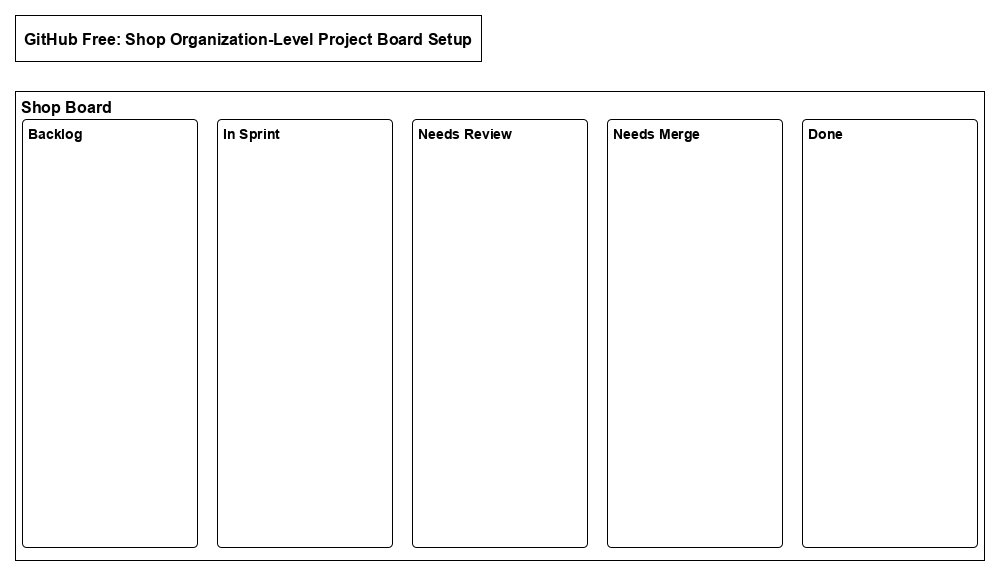 GitHub Free: Shop Organization-Level Project Board Setup
Shop Board
Backlog
In Sprint
Needs Review
Needs Merge
Done